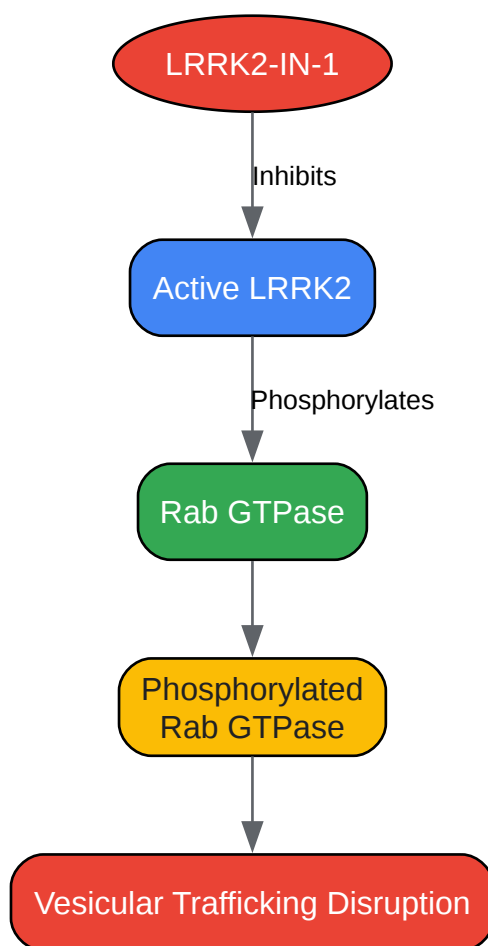 LRRK2-IN-1
Inhibits
Active LRRK2
Phosphorylates
Rab GTPase
Phosphorylated
Rab GTPase
Vesicular Trafficking Disruption